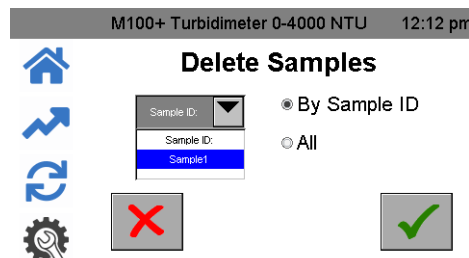 M100+ Turbidimeter 0-4000 NTU 12:12 pm
Delete Samples
Sample ID:
Sample ID:
Sample1
By Sample ID
All